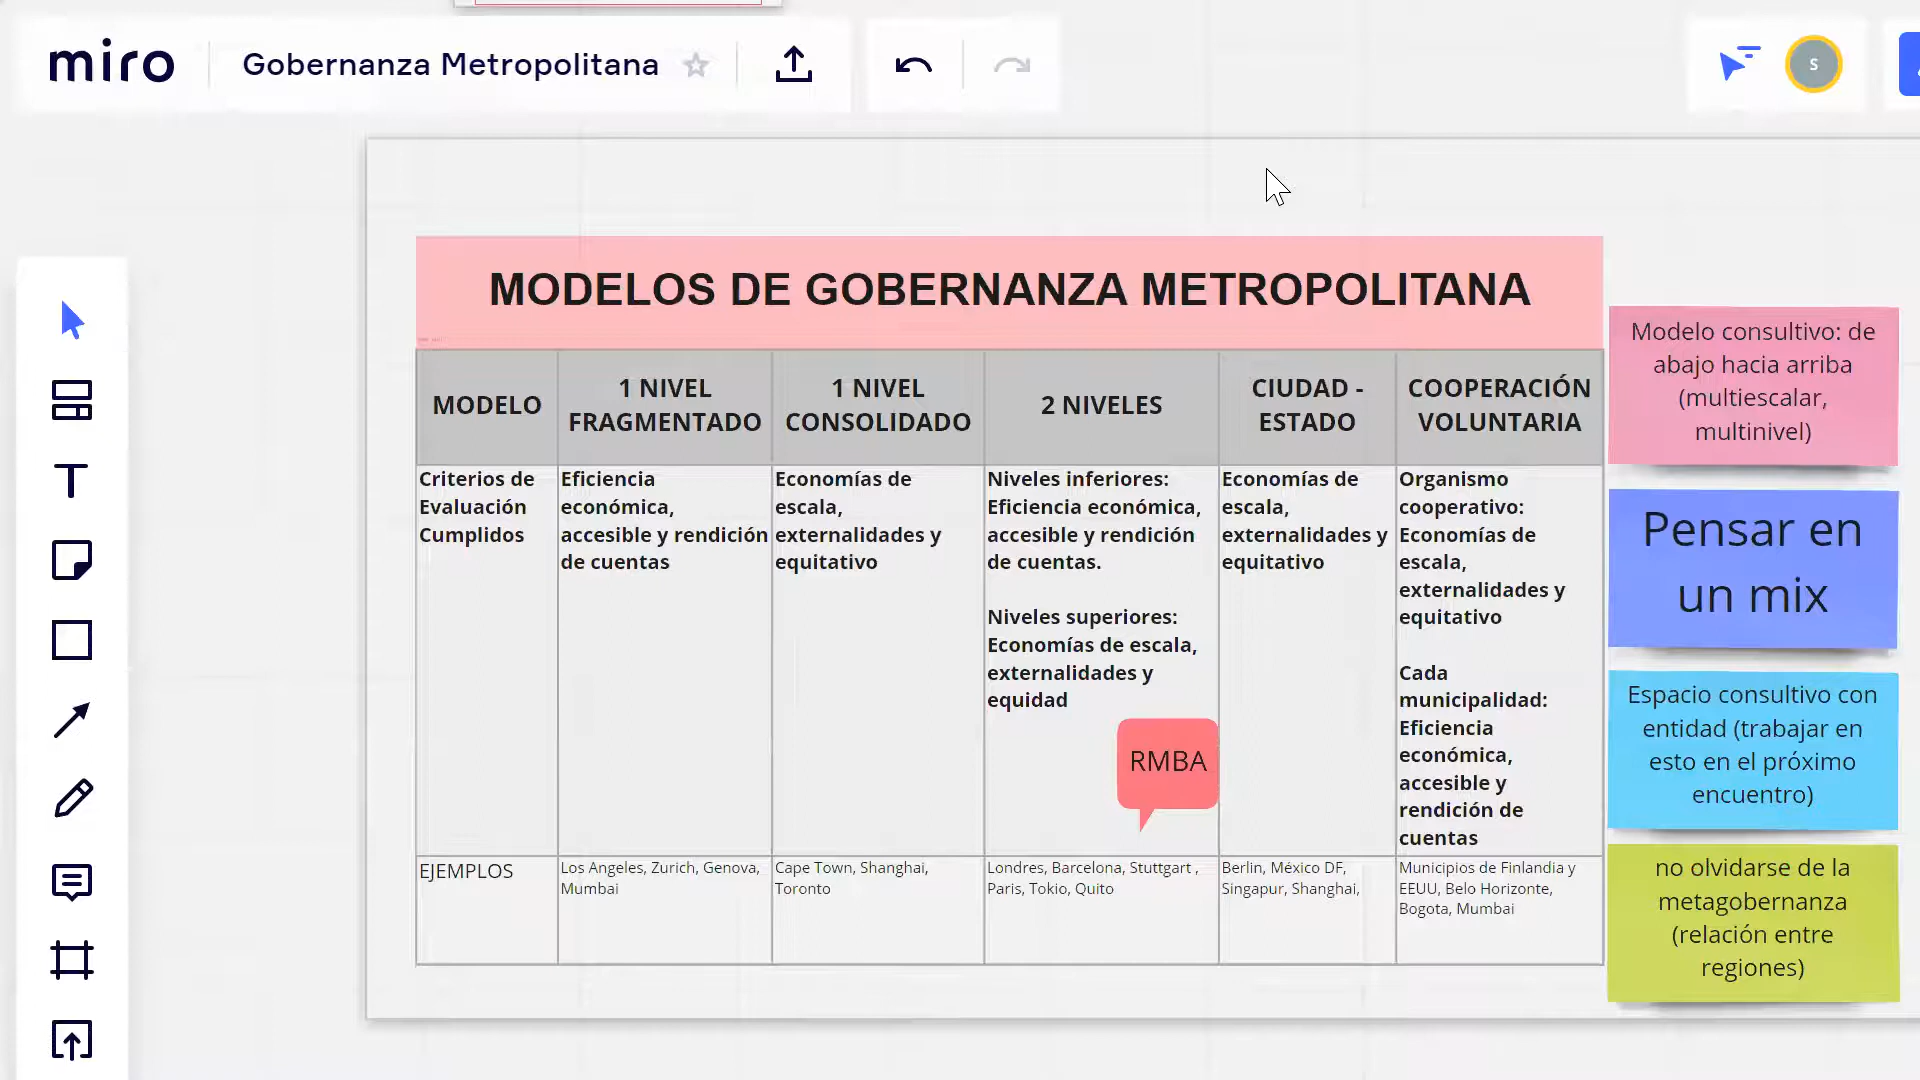 miro
Gobernanza Metropolitana
S
MODELOS DE GOBERNANZA METROPOLITANA
MODELO
1 NIVEL
FRAGMENTADO
1 NIVEL
CONSOLIDADO
2 NIVELES
CIUDAD -
ESTADO
COOPERACIÓN
VOLUNTARIA
Criterios de
Evaluación
Cumplidos
Eficiencia
económica,
accesible y rendición
de cuentas
Economías de
escala,
externalidades y
equitativo
Niveles inferiores:
Eficiencia económica,
accesible y rendición
de cuentas.
Niveles superiores:
Economías de escala,
externalidades y
equidad
RMBA
Economías de
escala,
externalidades y
equitativo
Organismo
cooperativo:
Economías de
escala,
externalidades y
equitativo
Cada
municipalidad:
Eficiencia
económica,
accesible y
rendición de
cuentas
EJEMPLOS
Los Angeles, Zurich, Genova,
Mumbai
Cape Town, Shanghai,
Toronto
Londres, Barcelona, Stuttgart ,
Paris, Tokio, Quito
Berlin, México DF,
Singapur, Shanghai,
Municipios de Finlandia y
EEUU, Belo Horizonte,
Bogota, Mumbai
Modelo consultivo: de
abajo hacia arriba
(multiescalar,
multinivel)
Pensar en
un mix
Espacio consultivo con
entidad (trabajar en
esto en el próximo
encuentro)
no olvidarse de la
metagobernanza
(relación entre
regiones)